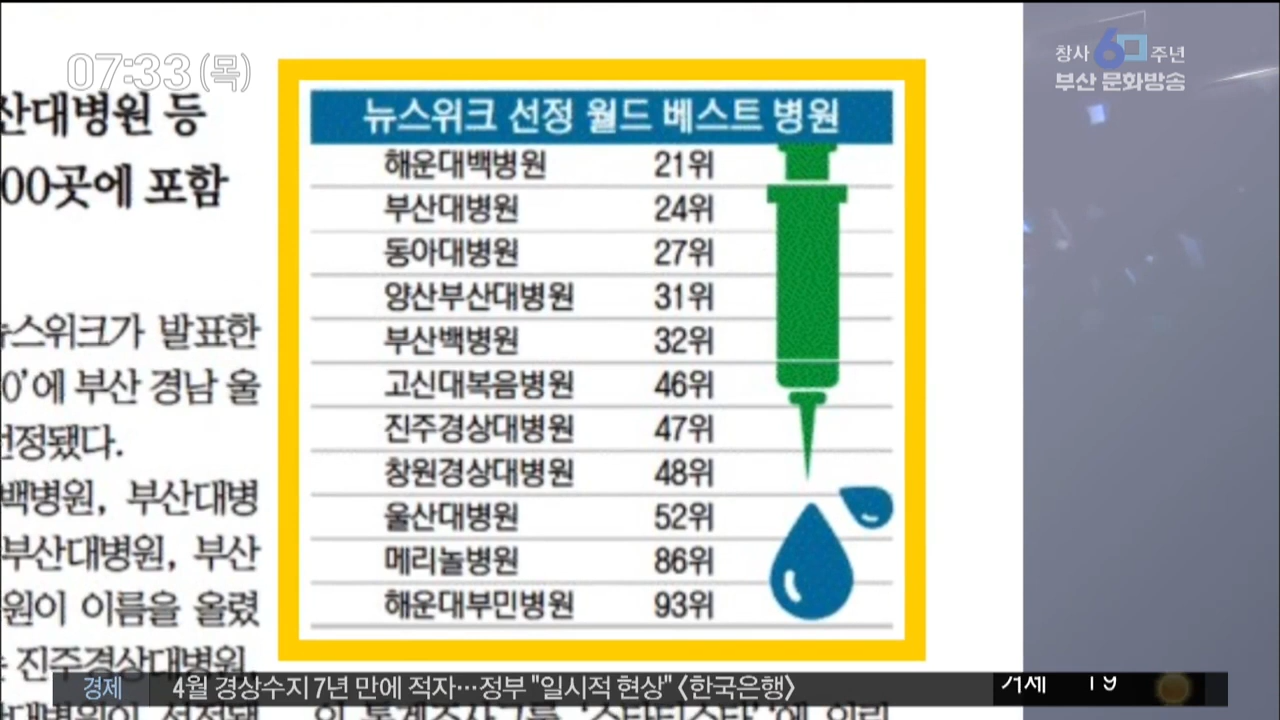 07:33 (목)
창사 60 주년
부산 문화방송
산대병원 등
00곳에 포함
뉴스위크가 발표한
0’에 부산 경남 울
선정됐다.
백병원, 부산대병
부산대병원, 부산
원이 이름을 올렸
진주경상대병원,
뉴스위크 선정 월드 베스트 병원
해운대백병원 21위
부산대병원 24위
동아대병원 27위
양산부산대병원 31위
부산백병원 32위
고신대복음병원 46위
진주경상대병원 47위
창원경상대병원 48위
울산대병원 52위
메리놀병원 86위
해운대부민병원 93위
경제 4월 경상수지 7년 만에 적자…정부 "일시적 현상" 〈한국은행〉
거제 19